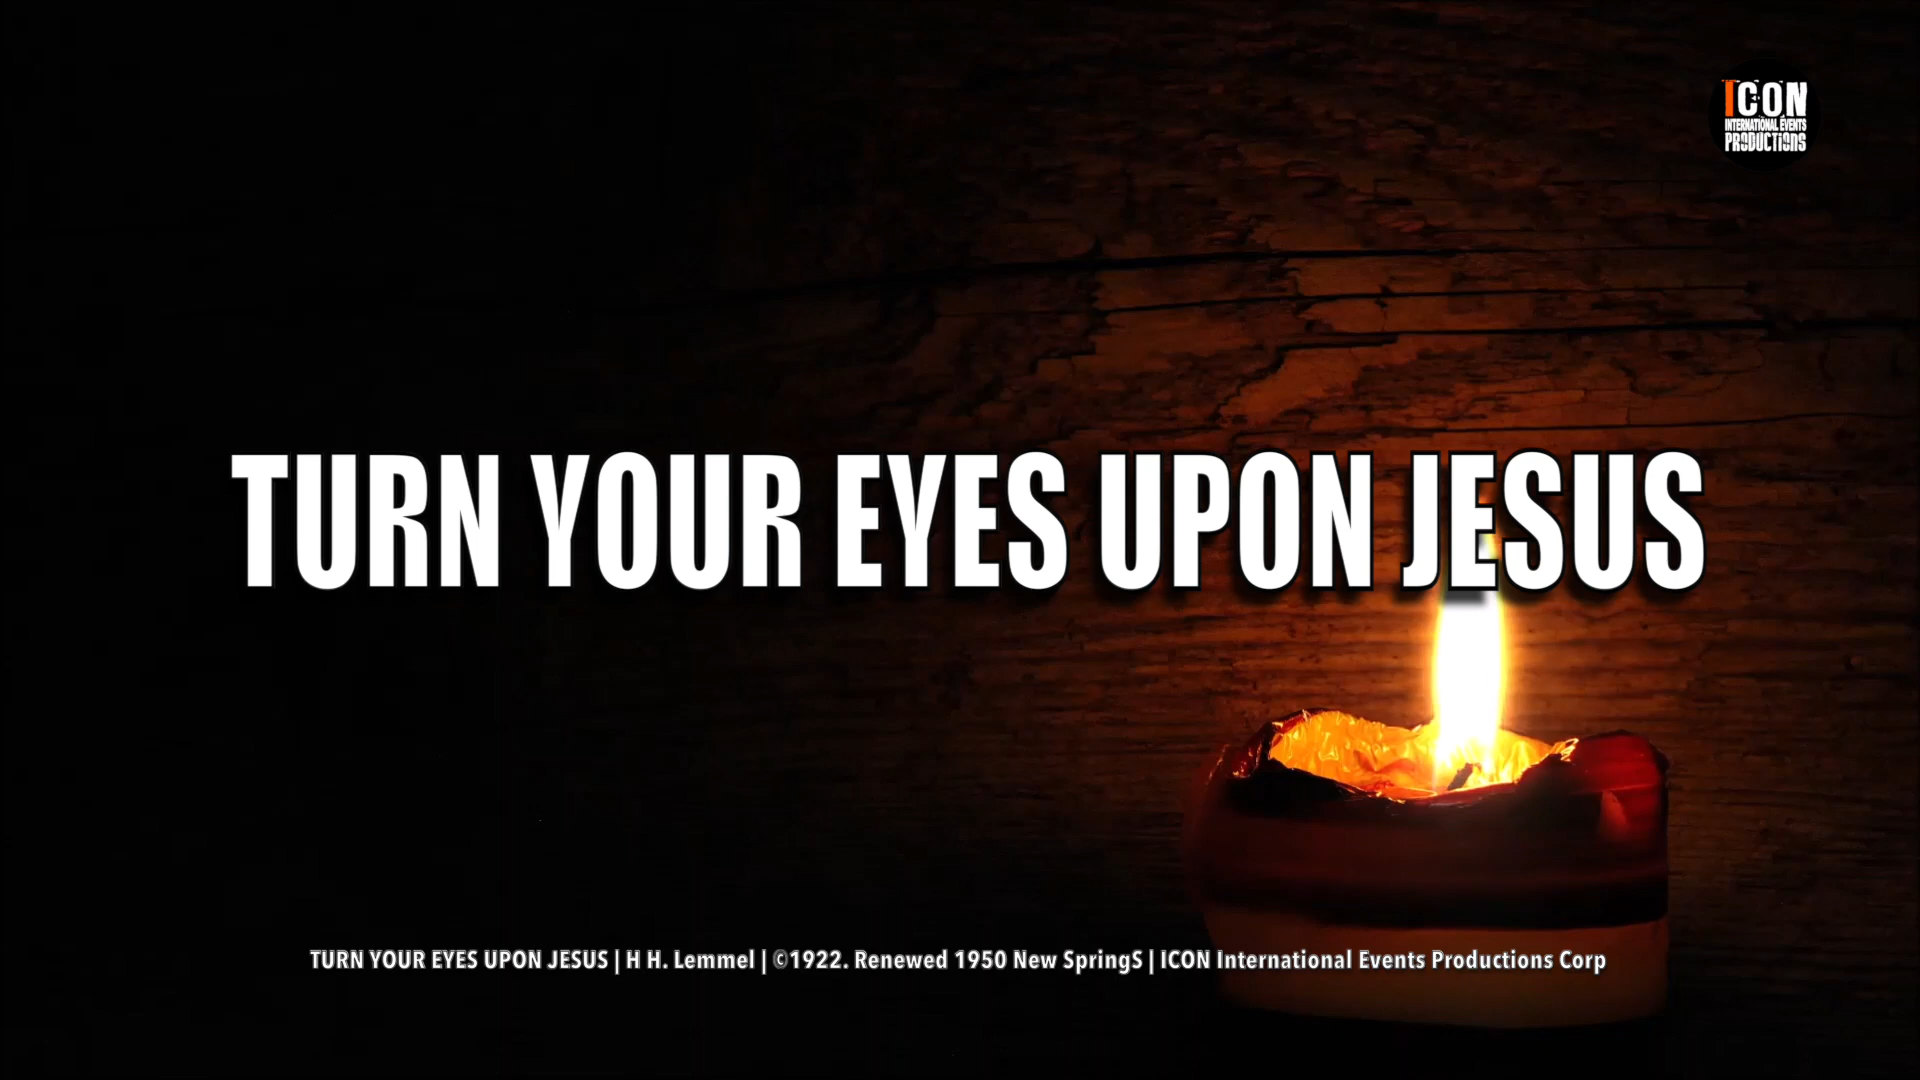 ICON
INTERNATIONAL EVENTS
PRODUCTIONS
TURN YOUR EYES UPON JESUS
TURN YOUR EYES UPON JESUS | H H. Lemmel | ©1922. Renewed 1950 New SpringS | ICON International Events Productions Corp